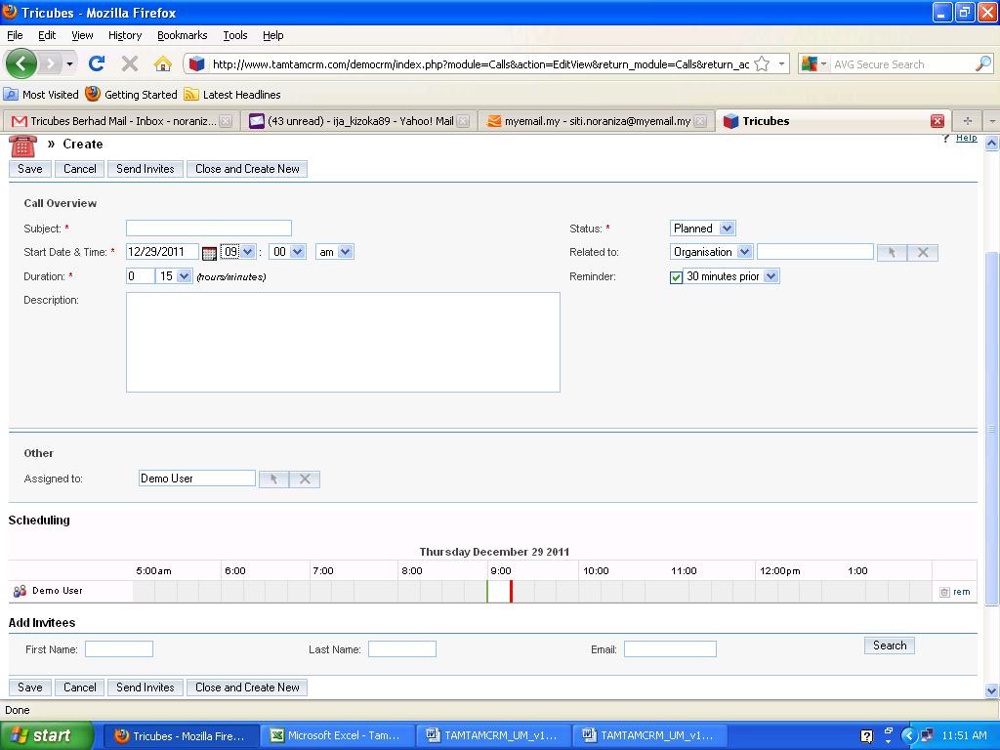 Tricubes - Mozilla Firefox
File Edit View History Bookmarks Tools Help
http://www.tamtamcrm.com/democrm/index.php?module=Calls&action=EditView&return_module=Calls&return_ac AVG Secure Search
Most Visited Getting Started Latest Headlines
Tricubes Berhad Mail - Inbox - noraniz... (43 unread) - ija_kizoka89 - Yahoo! Mail myemail.my - siti.noraniza@myemail.my Tricubes
» Create ? Help
Save Cancel Send Invites Close and Create New
Call Overview
Subject: * Status: * Planned
Start Date & Time: * 12/29/2011 09 : 00 am Related to: Organisation
Duration: * 0 15 (hours/minutes) Reminder: 30 minutes prior
Description:
Other
Assigned to: Demo User
Scheduling
Thursday December 29 2011
5:00am 6:00 7:00 8:00 9:00 10:00 11:00 12:00pm 1:00
Demo User rem
Add Invitees
First Name: Last Name: Email: Search
Save Cancel Send Invites Close and Create New
Done
start Tricubes - Mozilla Fire... Microsoft Excel - Tam... TAMTAMCRM_UM_v1... TAMTAMCRM_UM_v1... 11:51 AM